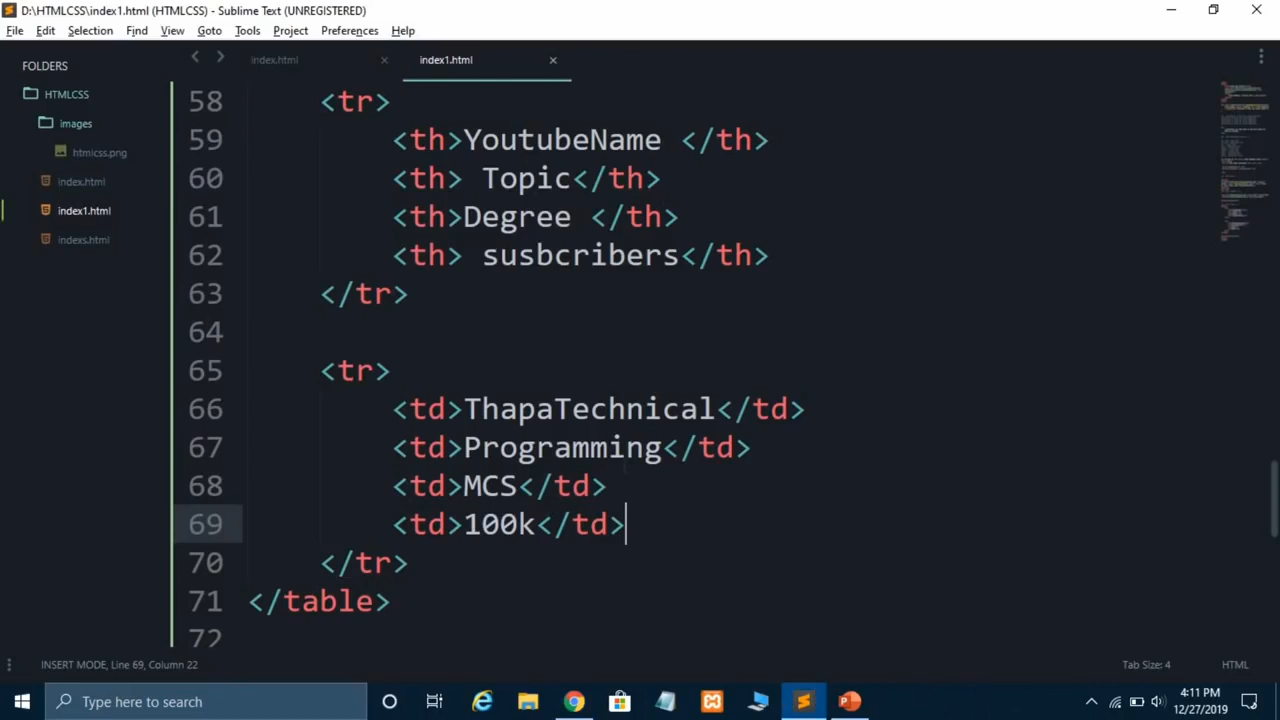 D:\HTMLCSS\index1.html (HTMLCSS) - Sublime Text (UNREGISTERED)
File Edit Selection Find View Goto Tools Project Preferences Help
FOLDERS
HTMLCSS
images
htmlcss.png
index.html
index1.html
indexs.html
index.html
index1.html
58 <tr>
59 <th>YoutubeName </th>
60 <th> Topic</th>
61 <th>Degree </th>
62 <th> susbcribers</th>
63 </tr>
64
65 <tr>
66 <td>ThapaTechnical</td>
67 <td>Programming</td>
68 <td>MCS</td>
69 <td>100k</td>
70 </tr>
71 </table>
72
INSERT MODE, Line 69, Column 22
Tab Size: 4
HTML
Type here to search
4:11 PM
12/27/2019